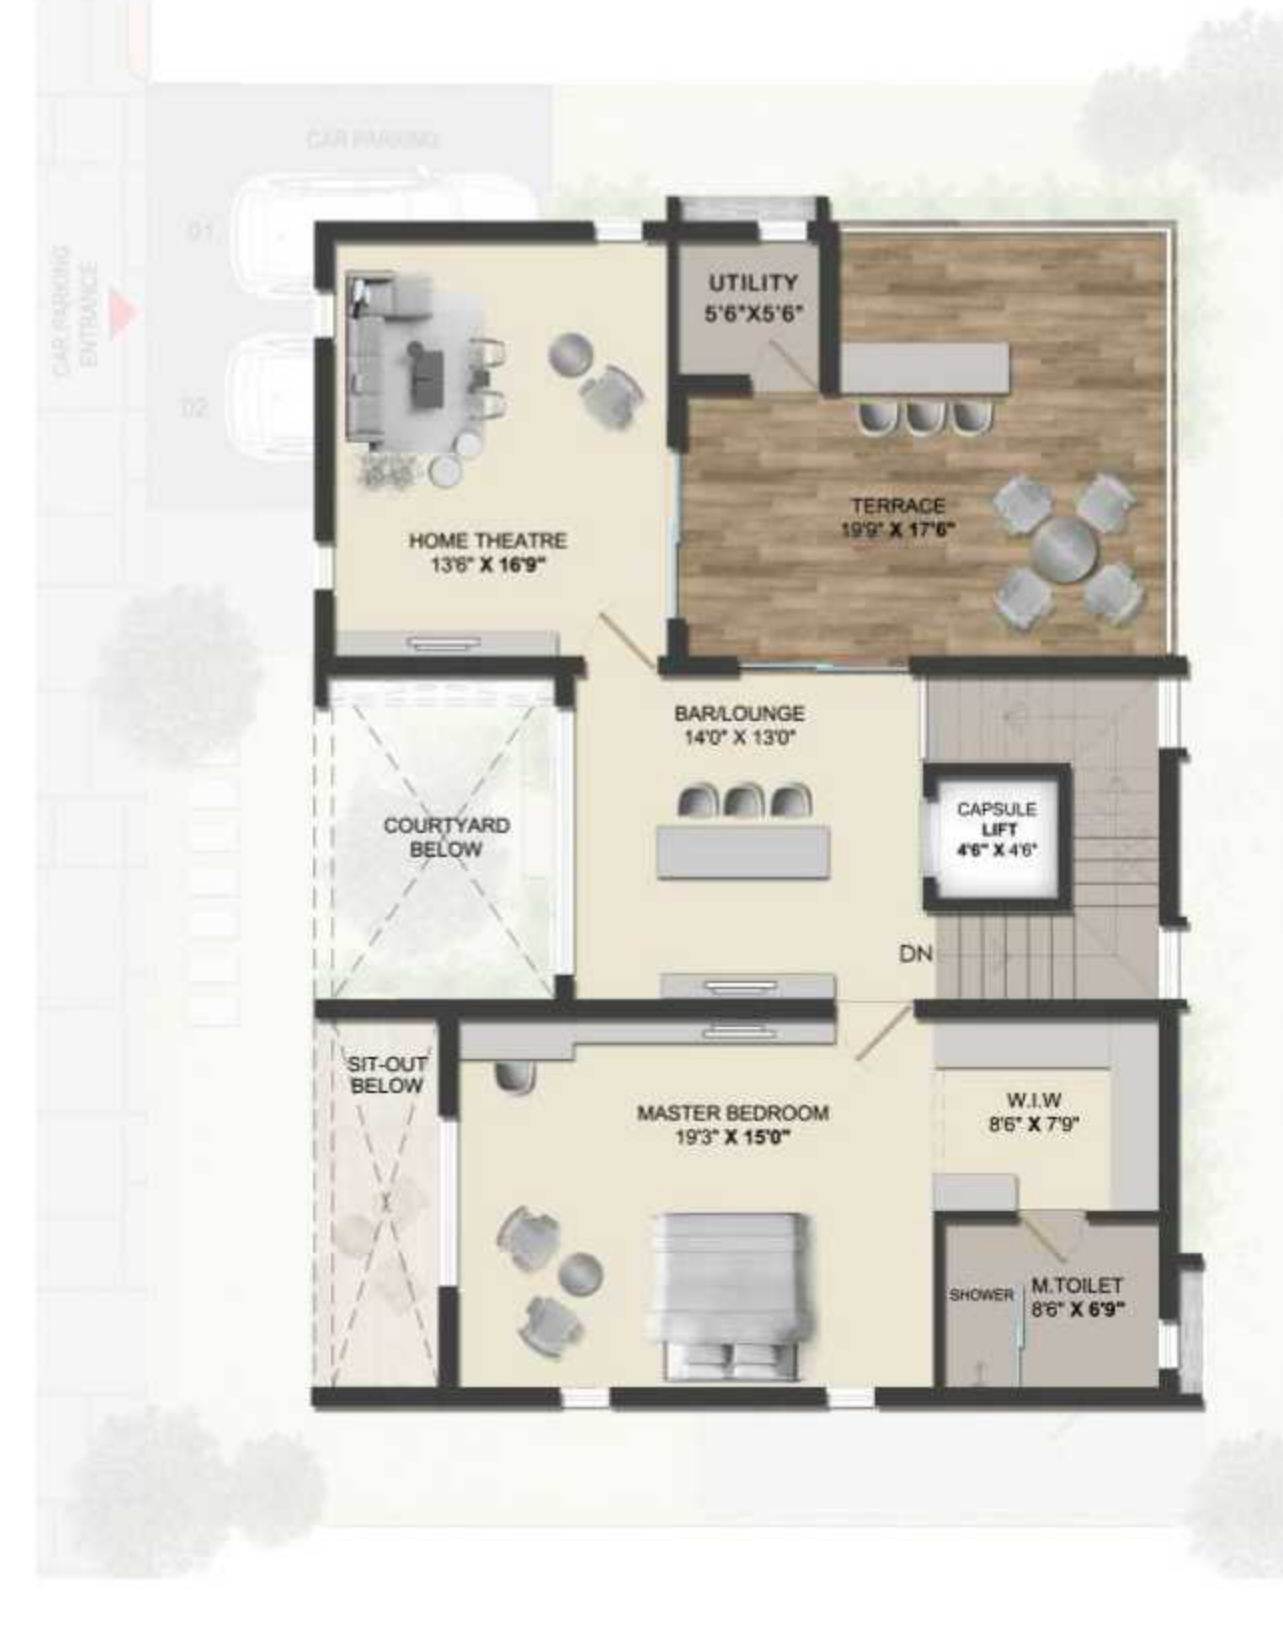 CAR PARKING
01
02
CAR PARKING
ENTRANCE
UTILITY
5'6"X5'6"
TERRACE
19'9" X 17'6"
HOME THEATRE
13'6" X 16'9"
BAR/LOUNGE
14'0" X 13'0"
CAPSULE
LIFT
4'6" X 4'6"
COURTYARD
BELOW
DN
SIT-OUT
BELOW
MASTER BEDROOM
19'3" X 15'0"
W.I.W
8'6" X 7'9"
SHOWER
M.TOILET
8'6" X 6'9"